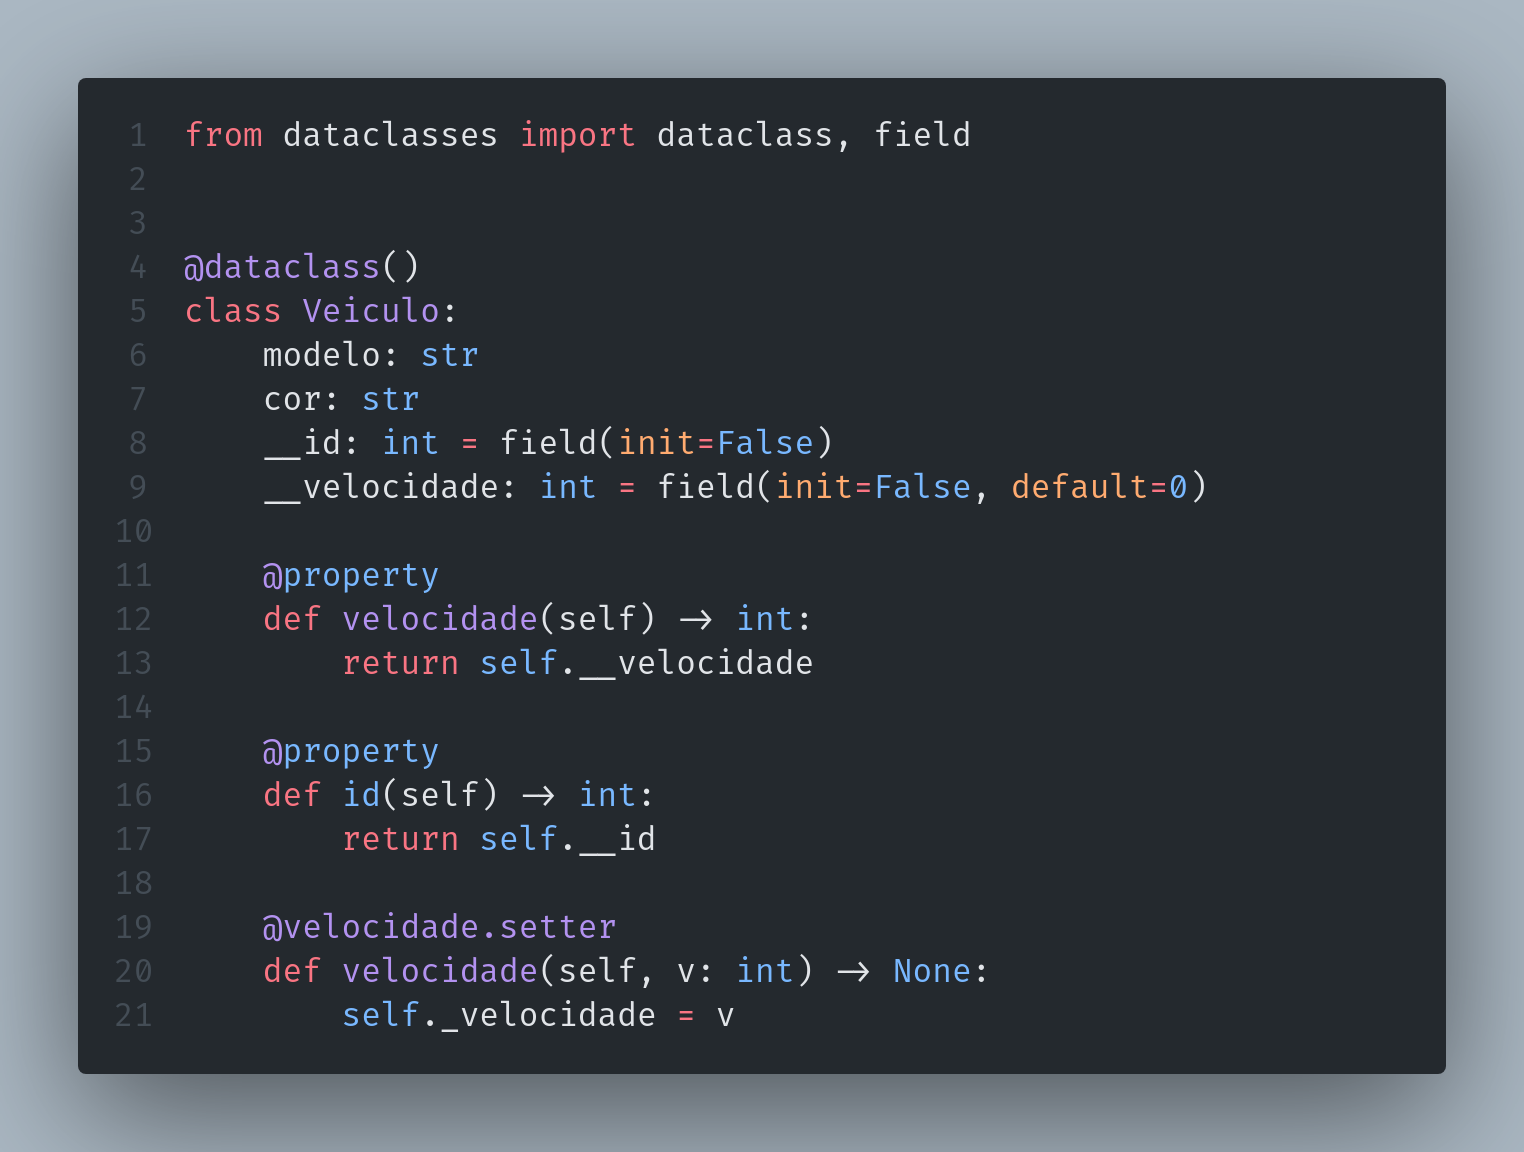 1 from dataclasses import dataclass, field
2
3
4 @dataclass()
5 class Veiculo:
6     modelo: str
7     cor: str
8     __id: int = field(init=False)
9     __velocidade: int = field(init=False, default=0)
10
11     @property
12     def velocidade(self) -> int:
13         return self.__velocidade
14
15     @property
16     def id(self) -> int:
17         return self.__id
18
19     @velocidade.setter
20     def velocidade(self, v: int) -> None:
21         self._velocidade = v